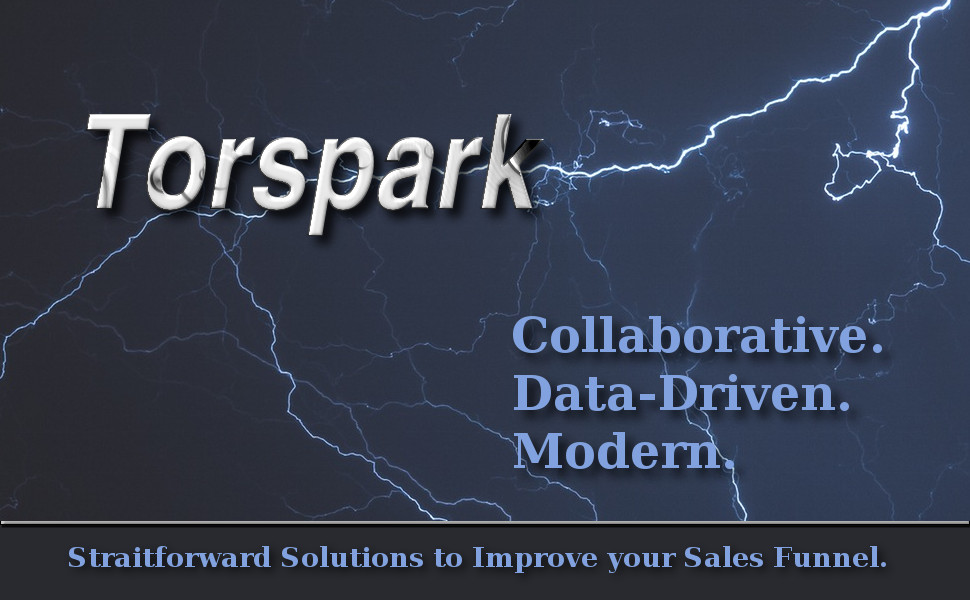 Torspark
Collaborative.
Data-Driven.
Modern.
Straitforward Solutions to Improve your Sales Funnel.